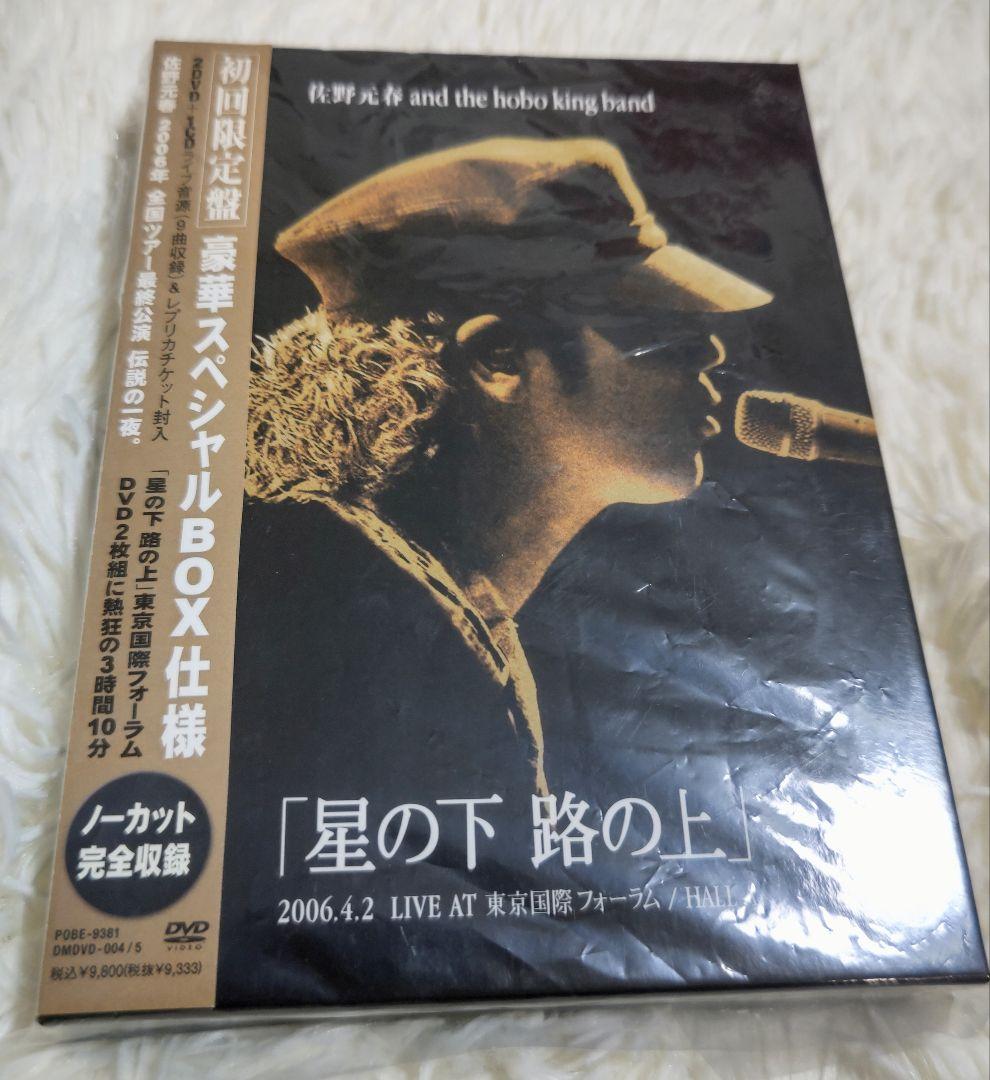 初回限定盤 豪華スペシャルBOX仕様
2DVD+1CDライブ音源(9曲収録)&レプリカチケット封入
佐野元春 2006年 全国ツアー最終公演 伝説の一夜。
「星の下 路の上」東京国際フォーラム
DVD2枚組に熱狂の3時間10分
ノーカット
完全収録
POBE-9381
DMDVD-004/5
DVD
VIDEO
税込¥9,800(税抜¥9,333)
佐野元春 and the hobo king band
「星の下 路の上」
2006.4.2 LIVE AT 東京国際フォーラム / HALL